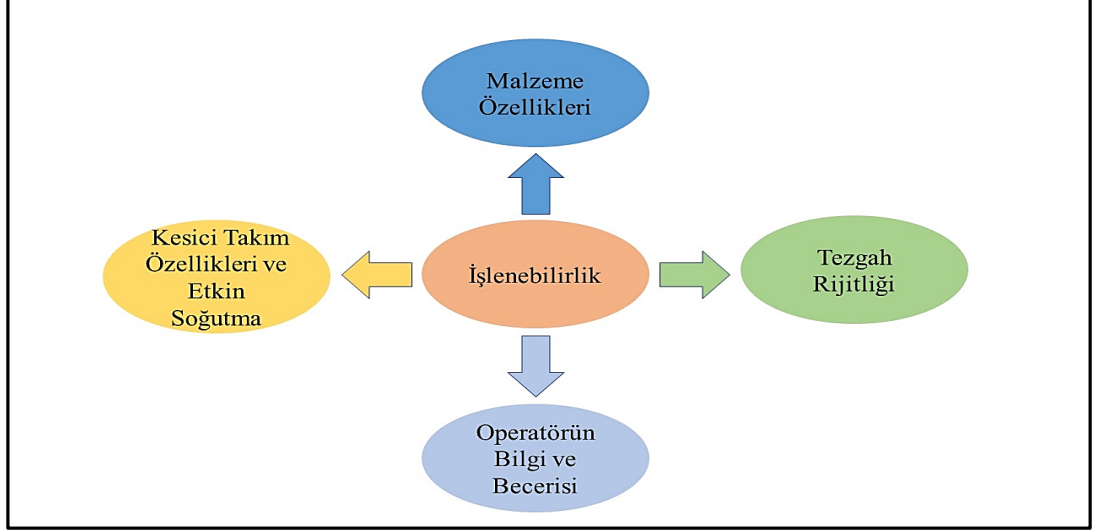 Malzeme
Özellikleri
Kesici Takım
Özellikleri ve
Etkin
Soğutma
İşlenebilirlik
Tezgah
Rijitliği
Operatörün
Bilgi ve
Becerisi